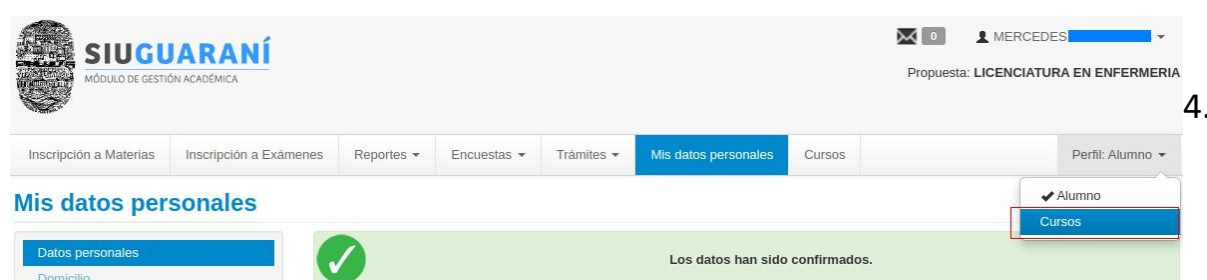 SIUGUARANÍ
MÓDULO DE GESTIÓN ACADÉMICA
0 MERCEDES
Propuesta: LICENCIATURA EN ENFERMERIA
4.
Inscripción a Materias Inscripción a Exámenes Reportes Encuestas Trámites Mis datos personales Cursos Perfil: Alumno
Alumno
Cursos
Mis datos personales
Datos personales
Domicilio
Los datos han sido confirmados.